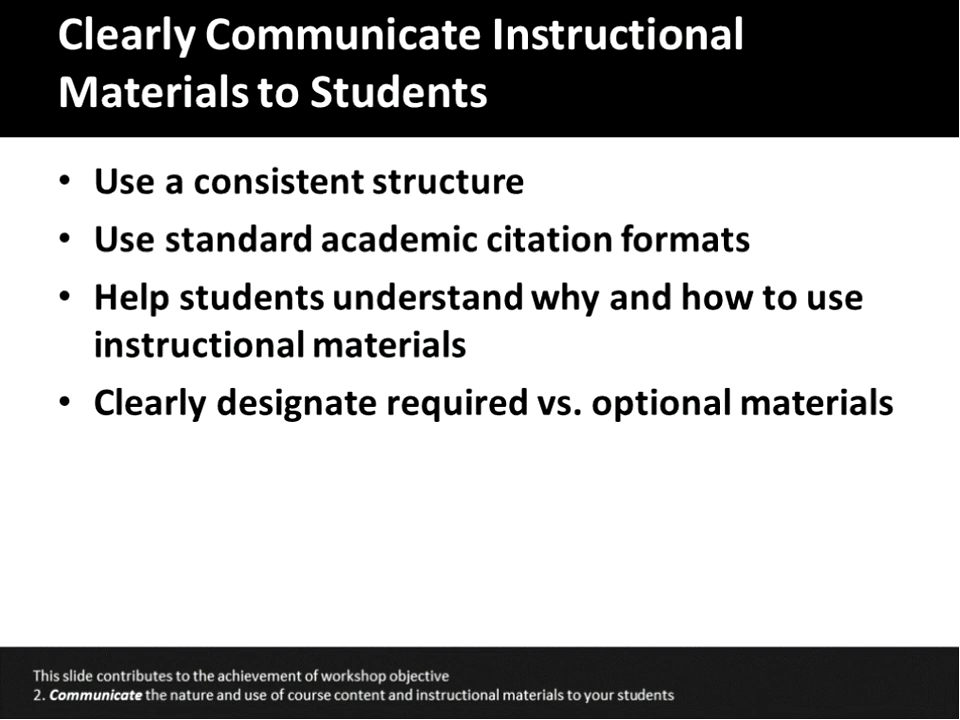 Clearly Communicate Instructional
Materials to Students
• Use a consistent structure
• Use standard academic citation formats
• Help students understand why and how to use
instructional materials
• Clearly designate required vs. optional materials
This slide contributes to the achievement of workshop objective
2. Communicate the nature and use of course content and instructional materials to your students